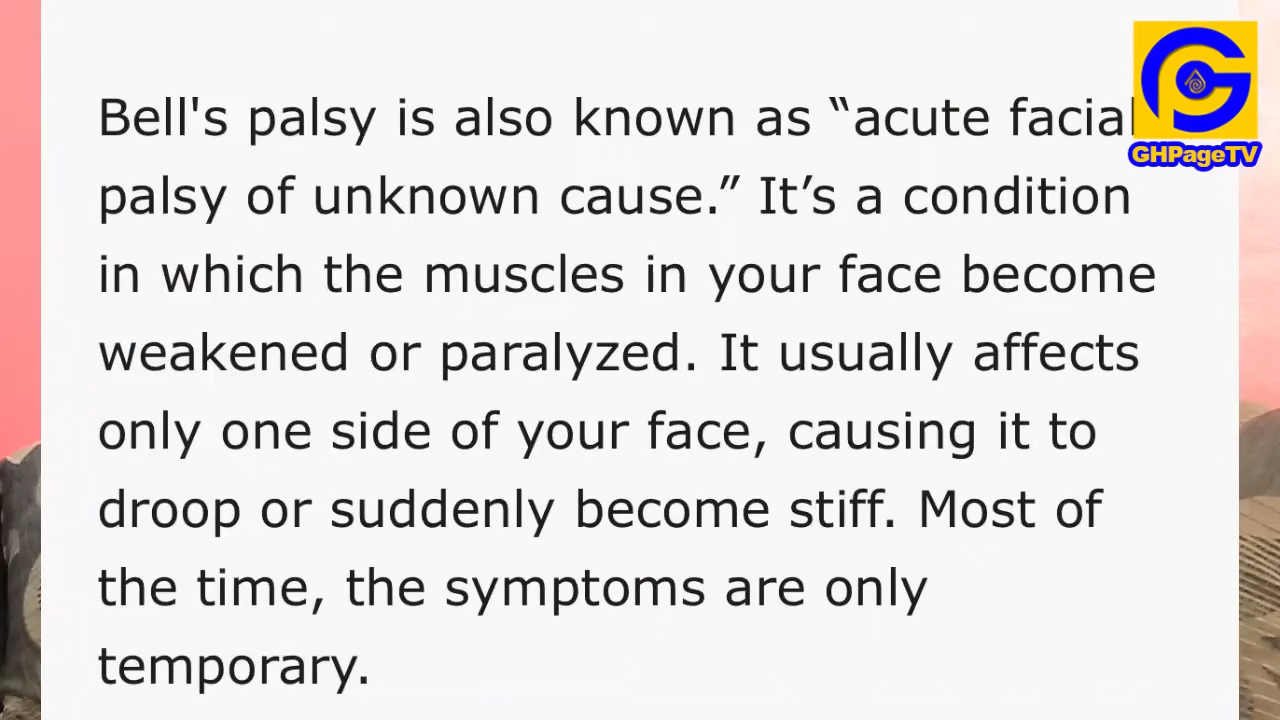 Bell's palsy is also known as “acute facial
palsy of unknown cause.” It’s a condition
in which the muscles in your face become
weakened or paralyzed. It usually affects
only one side of your face, causing it to
droop or suddenly become stiff. Most of
the time, the symptoms are only
temporary.
GHPageTV